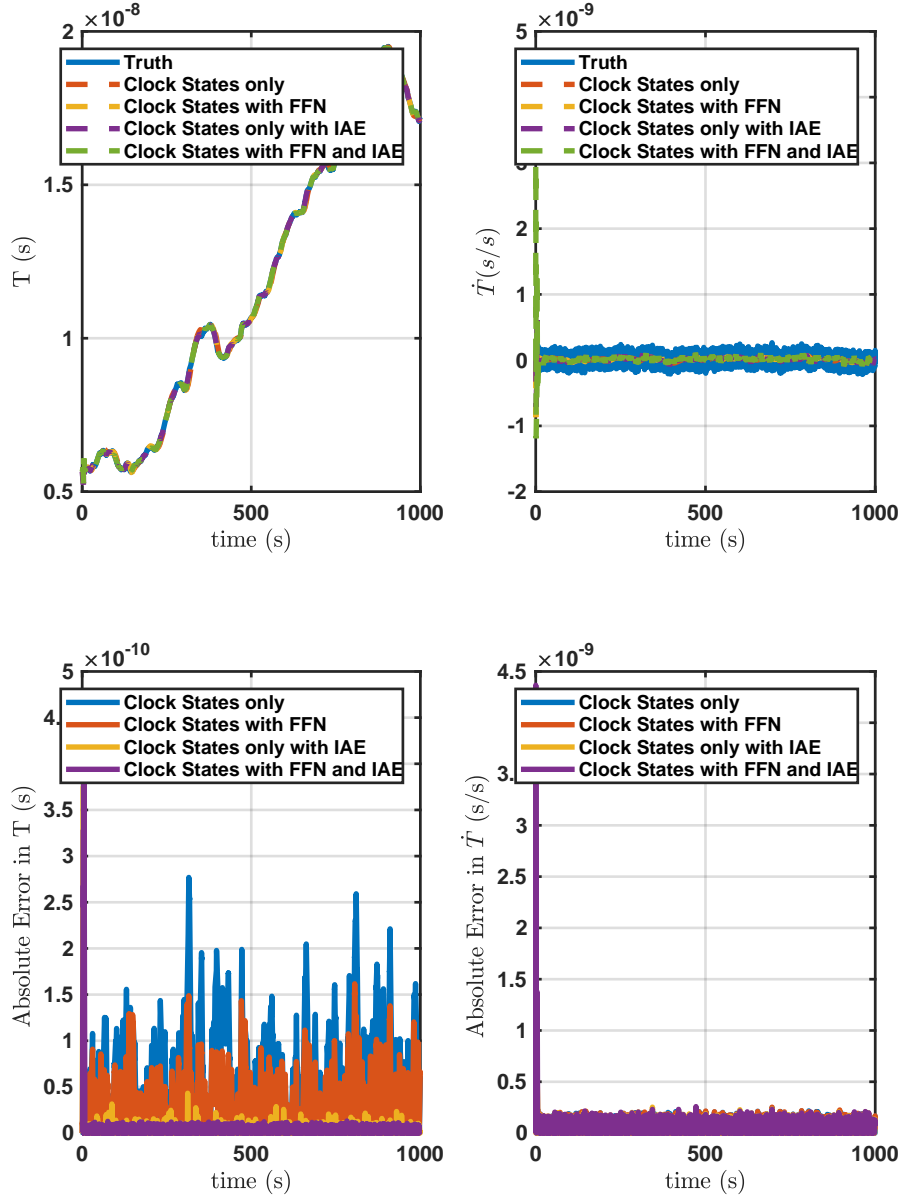 ×10⁻⁸
2
1.5
1
0.5
T (s)
0
500
1000
time (s)
Truth
Clock States only
Clock States with FFN
Clock States only with IAE
Clock States with FFN and IAE
×10⁻⁹
5
3
2
1
0
-1
-2
Ṫ(s/s)
0
500
1000
time (s)
Truth
Clock States only
Clock States with FFN
Clock States only with IAE
Clock States with FFN and IAE
×10⁻¹⁰
5
4.
3.5
3
2.5
2
1.5
1
0.5
0
Absolute Error in T (s)
0
500
1000
time (s)
Clock States only
Clock States with FFN
Clock States only with IAE
Clock States with FFN and IAE
×10⁻⁹
4.5
3.
3
2.5
2
1.5
1
0.5
0
Absolute Error in Ṫ (s/s)
0
500
1000
time (s)
Clock States only
Clock States with FFN
Clock States only with IAE
Clock States with FFN and IAE